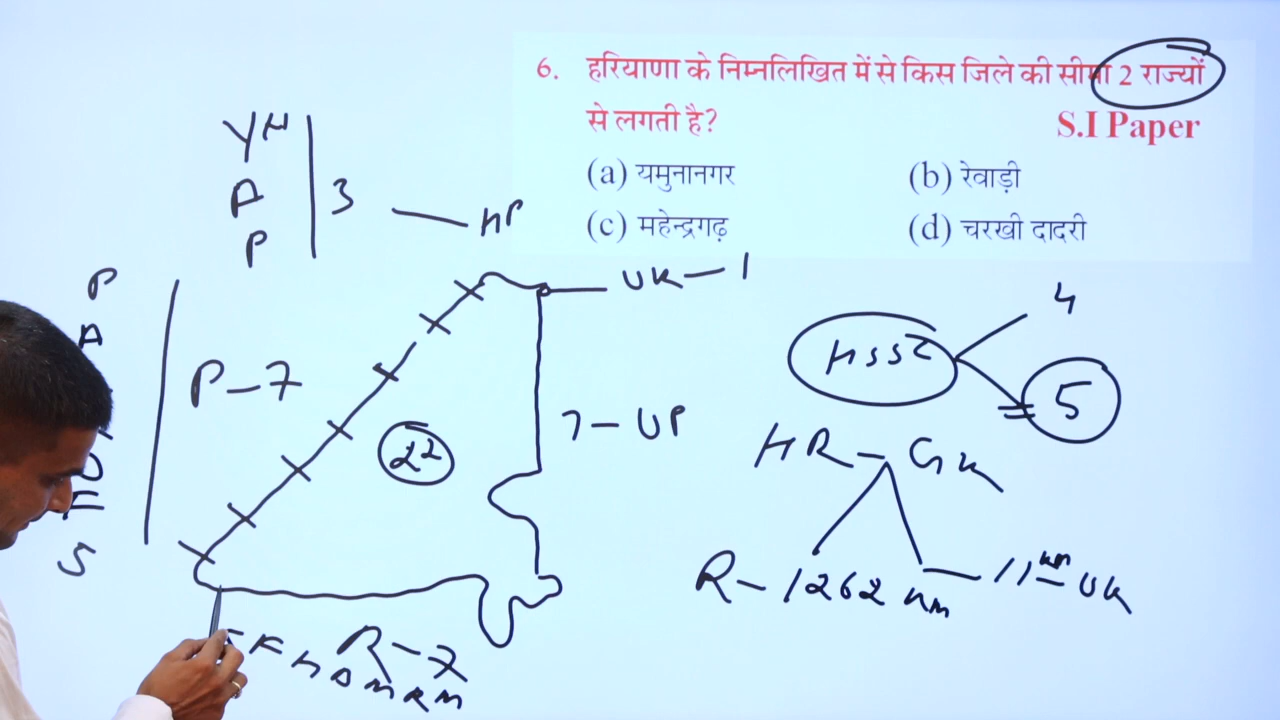 6. हरियाणा के निम्नलिखित में से किस जिले की सीमा 2 राज्यों
से लगती है?
S.I Paper
(a) यमुनानगर
(b) रेवाड़ी
(c) महेन्द्रगढ़
(d) चरखी दादरी
YH
A
P
3
HP
UK - 1
P
A
S
P - 7
22
7 - UP
HSSC
4
5
HR - GK
R - 1262 km
11 km UK
R - 7